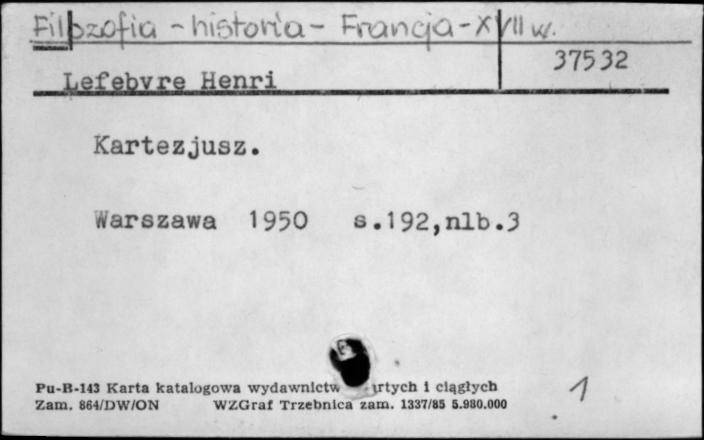 Filozofia - historia - Francja - XVII w.
37532
Lefebvre Henri
Kartezjusz.
Warszawa 1950 s.192,nlb.3
Pu-B-143 Karta katalogowa wydawnictw i ciągłych
Zam. 864/DW/ON WZGraf Trzebnica zam. 1337/85 5.980.000
1